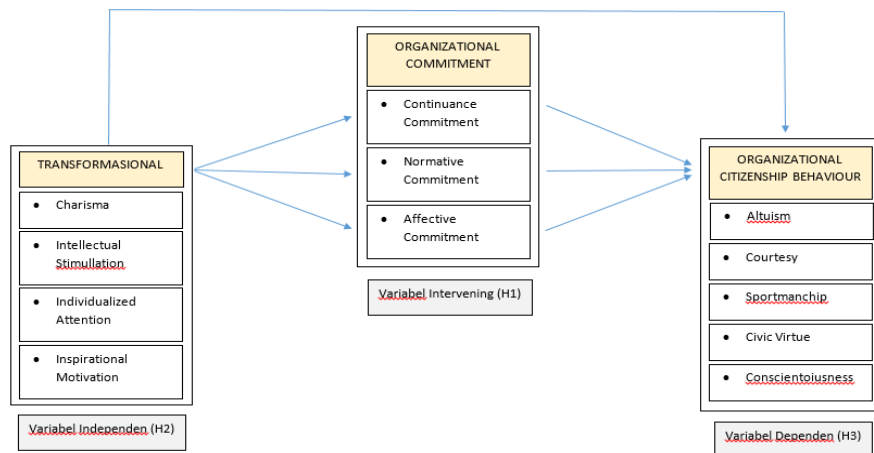 TRANSFORMASIONAL
• Charisma
• Intellectual
Stimullation
• Individualized
Attention
• Inspirational
Motivation
Variabel Independen (H2)
ORGANIZATIONAL
COMMITMENT
• Continuance
Commitment
• Normative
Commitment
• Affective
Commitment
Variabel Intervening (H1)
ORGANIZATIONAL
CITIZENSHIP BEHAVIOUR
• Altuism
• Courtesy
• Sportmanchip
• Civic Virtue
• Conscientoiusness
Variabel Dependen (H3)